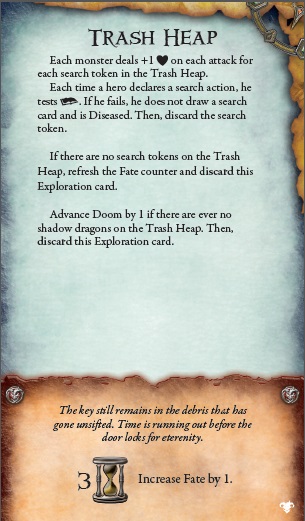 TRASH HEAP
Each monster deals +1 on each attack for
each search token in the Trash Heap.
Each time a hero declares a search action, he
tests . If he fails, he does not draw a search
card and is Diseased. Then, discard the search
token.
If there are no search tokens on the Trash
Heap, refresh the Fate counter and discard this
Exploration card.
Advance Doom by 1 if there are ever no
shadow dragons on the Trash Heap. Then,
discard this Exploration card.
The key still remains in the debris that has
gone unsifted. Time is running out before the
door locks for eterenity.
3 Increase Fate by 1.